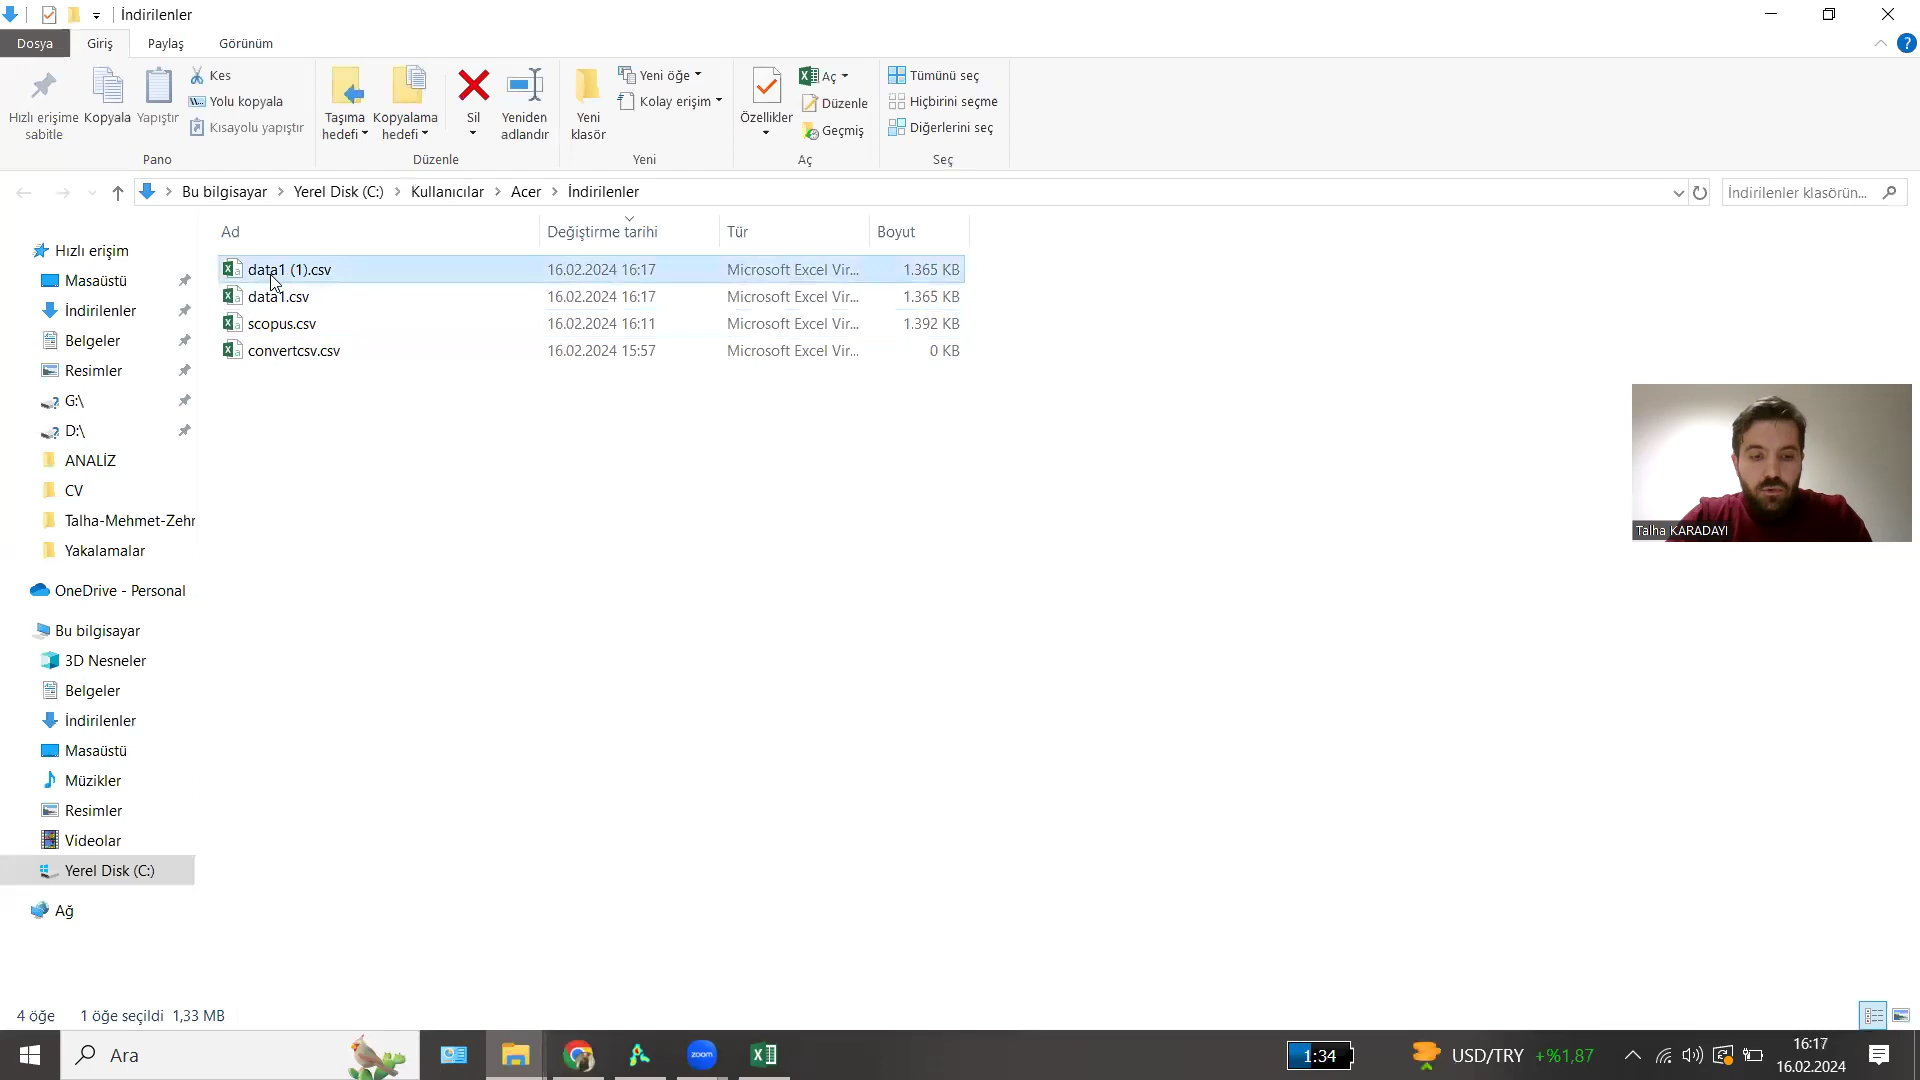 İndirilenler
Dosya
Giriş
Paylaş
Görünüm
Hızlı erişime sabitle
Kopyala
Yapıştır
Kes
Yolu kopyala
Kısayolu yapıştır
Pano
Taşıma hedefi
Kopyalama hedefi
Sil
Yeniden adlandır
Düzenle
Yeni klasör
Yeni öğe
Kolay erişim
Yeni
Özellikler
Aç
Düzenle
Geçmiş
Aç
Tümünü seç
Hiçbirini seçme
Diğerlerini seç
Seç
Bu bilgisayar > Yerel Disk (C:) > Kullanıcılar > Acer > İndirilenler
İndirilenler klasörün...
Ad Değiştirme tarihi Tür Boyut
data1 (1).csv 16.02.2024 16:17 Microsoft Excel Vir... 1.365 KB
data1.csv 16.02.2024 16:17 Microsoft Excel Vir... 1.365 KB
scopus.csv 16.02.2024 16:11 Microsoft Excel Vir... 1.392 KB
convertcsv.csv 16.02.2024 15:57 Microsoft Excel Vir... 0 KB
Hızlı erişim
Masaüstü
İndirilenler
Belgeler
Resimler
G:\
D:\
ANALİZ
CV
Talha-Mehmet-Zehr
Yakalamalar
OneDrive - Personal
Bu bilgisayar
3D Nesneler
Belgeler
İndirilenler
Masaüstü
Müzikler
Resimler
Videolar
Yerel Disk (C:)
Ağ
Talha KARADAYI
4 öğe 1 öğe seçildi 1,33 MB
Ara
zoom
1:34
USD/TRY +%1,87
16:17
16.02.2024